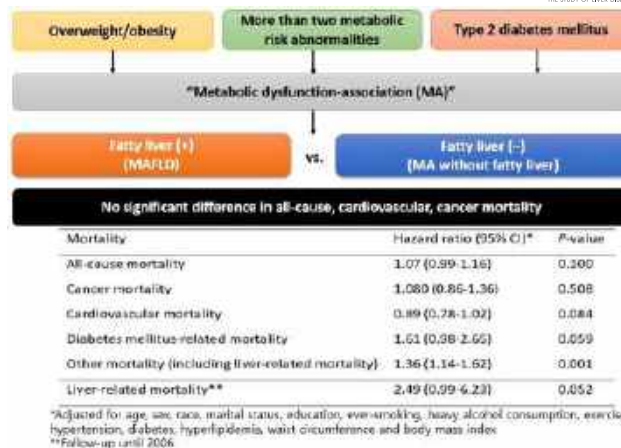 THE STUDY OF LIVER
Overweight/obesity
More than two metabolic
risk abnormalities
Type 2 diabetes mellitus
"Metabolic dysfunction-association (MA)"
Fatty liver (+)
(MAFLD)
vs.
Fatty liver (−)
(MA without fatty liver)
No significant difference in all-cause, cardiovascular, cancer mortality
Mortality Hazard ratio (95% CI)* P-value
All-cause mortality 1.07 (0.99-1.16)
Cancer mortality 1.080 (0.86-1.36) 0.508
Cardiovascular mortality 0.89 (0.78-1.02) 0.084
Diabetes mellitus-related mortality 1.61 (0.98-2.65) 0.059
Other mortality (including liver-related mortality) 1.36 (1.14-1.62) 0.001
Liver-related mortality** 2.49 (0.99-6.23) 0.052
*Adjusted for age, sex, race, marital status, education, ever-smoking, heavy alcohol consumption, exercise
hypertension, diabetes, hyperlipidemia, waist circumference and body mass index
**Follow-up until 2006